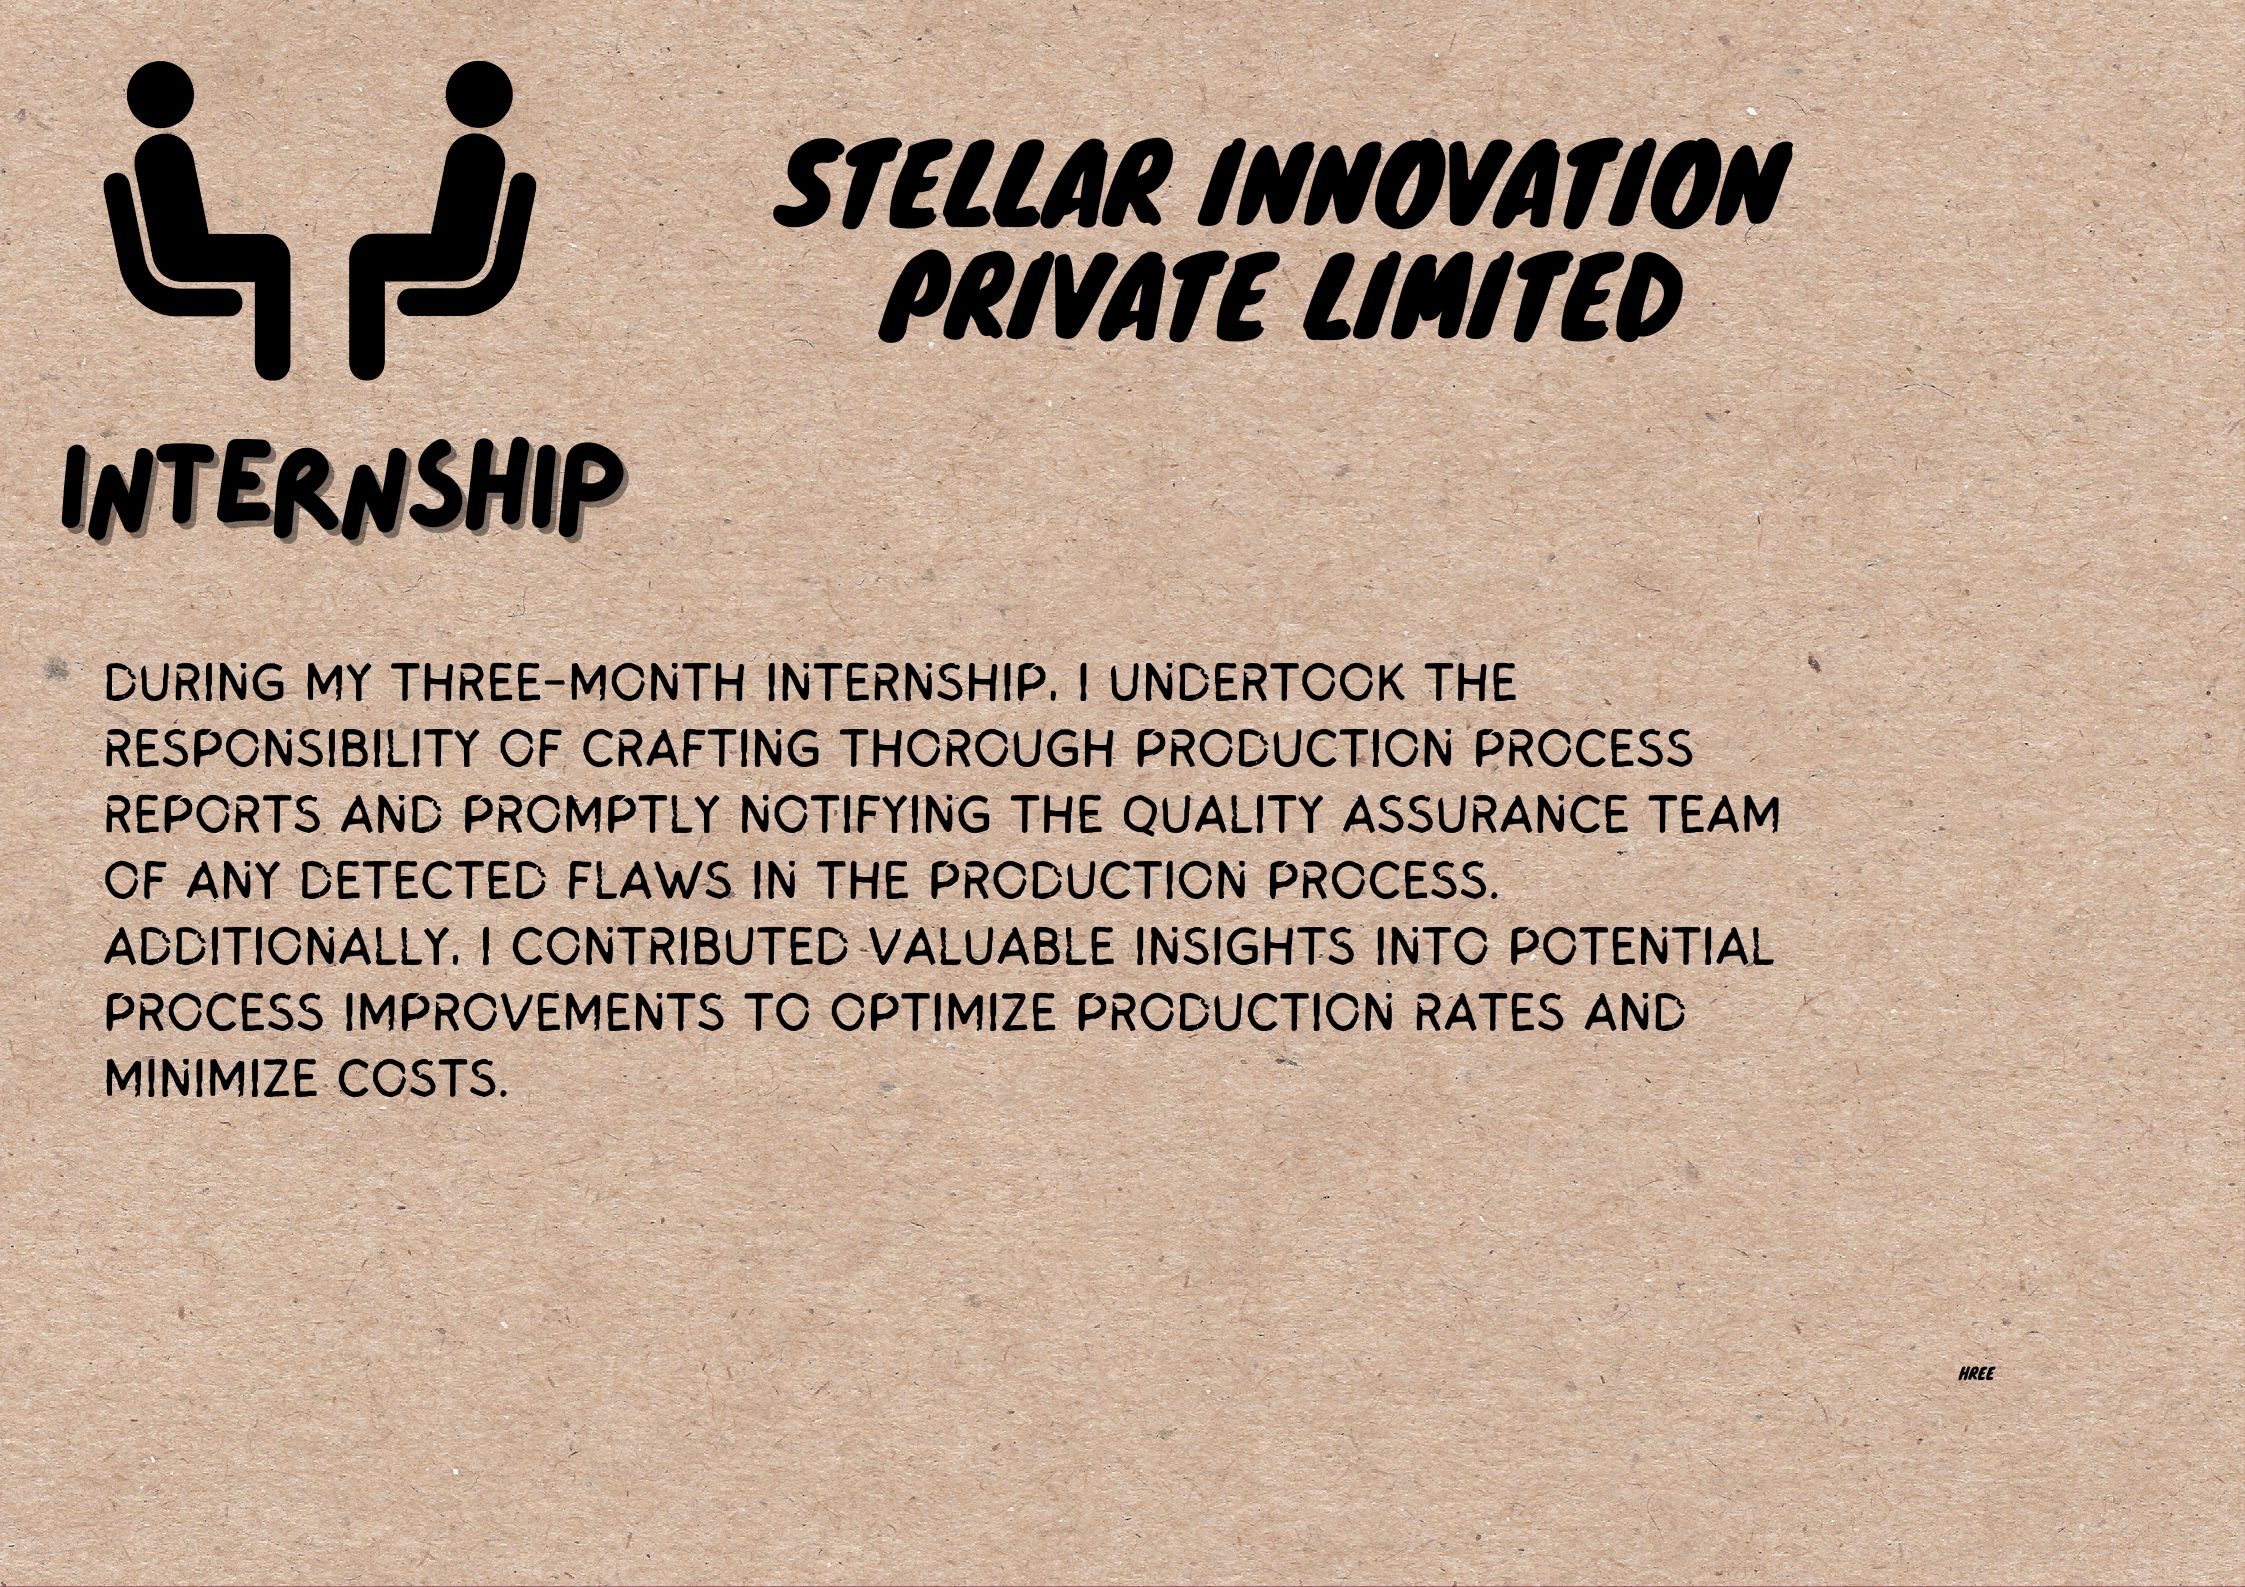 STELLAR INNOVATION
PRIVATE LIMITED
INTERNSHIP
DURING MY THREE-MONTH INTERNSHIP, I UNDERTOOK THE
RESPONSIBILITY OF CRAFTING THOROUGH PRODUCTION PROCESS
REPORTS AND PROMPTLY NOTIFYING THE QUALITY ASSURANCE TEAM
OF ANY DETECTED FLAWS IN THE PRODUCTION PROCESS.
ADDITIONALLY, I CONTRIBUTED VALUABLE INSIGHTS INTO POTENTIAL
PROCESS IMPROVEMENTS TO OPTIMIZE PRODUCTION RATES AND
MINIMIZE COSTS.
HREE